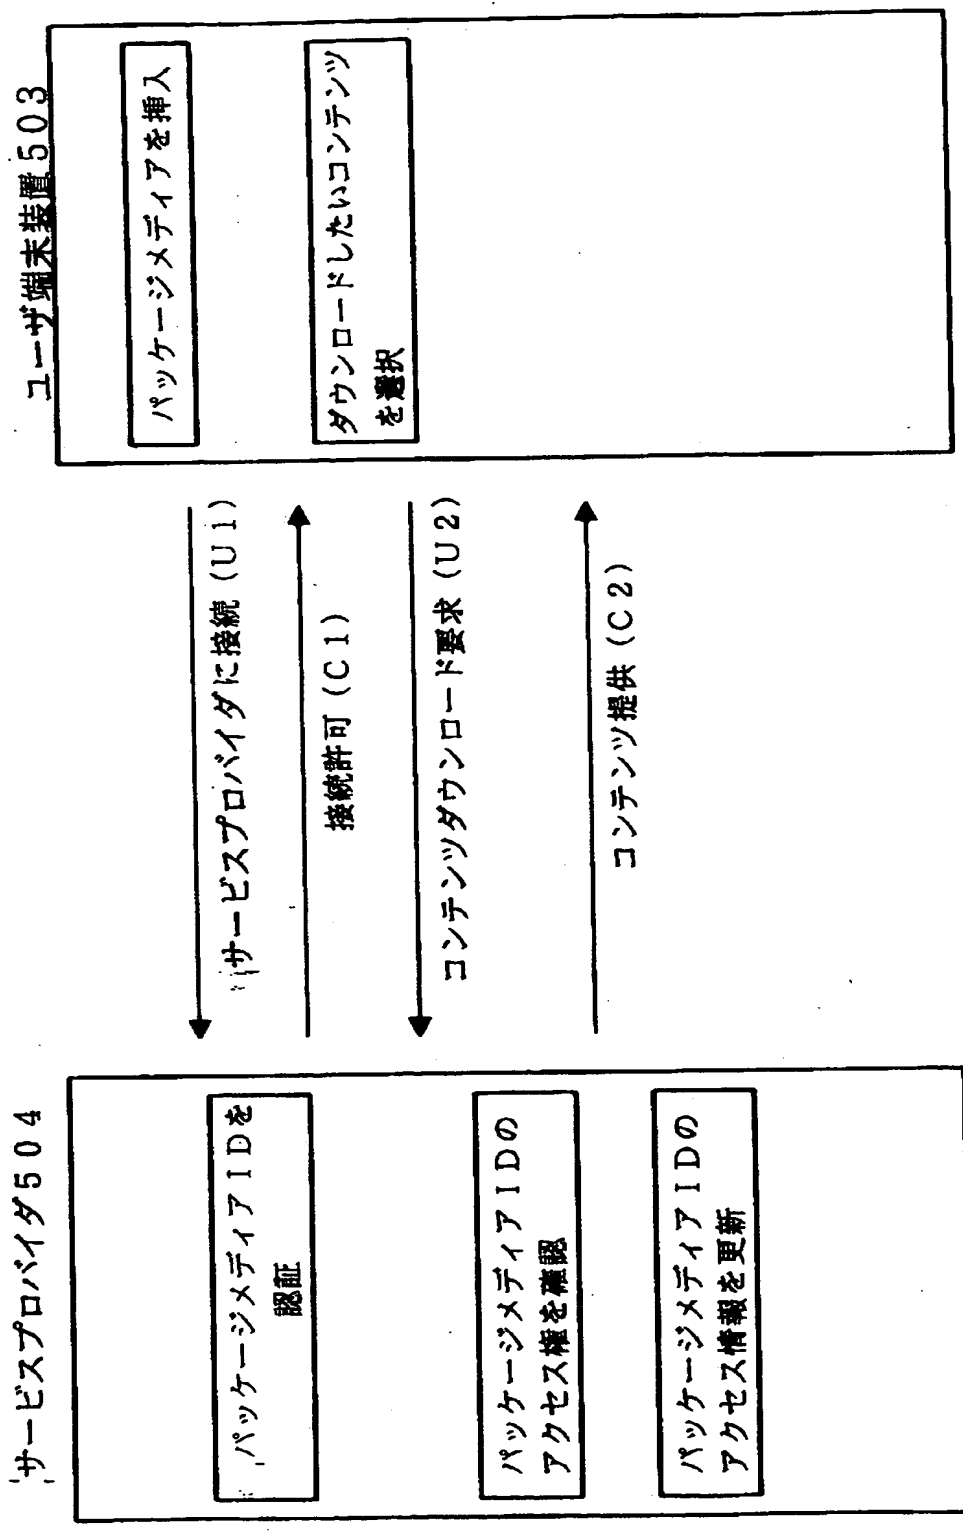 サービスプロバイダ504
パッケージメディアIDを
認証
パッケージメディアIDの
アクセス権を確認
パッケージメディアIDの
アクセス情報を更新
サービスプロバイダに接続(U1)
接続許可(C1)
コンテンツダウンロード要求(U2)
コンテンツ提供(C2)
ユーザ端末装置503
パッケージメディアを挿入
ダウンロードしたいコンテンツ
を選択